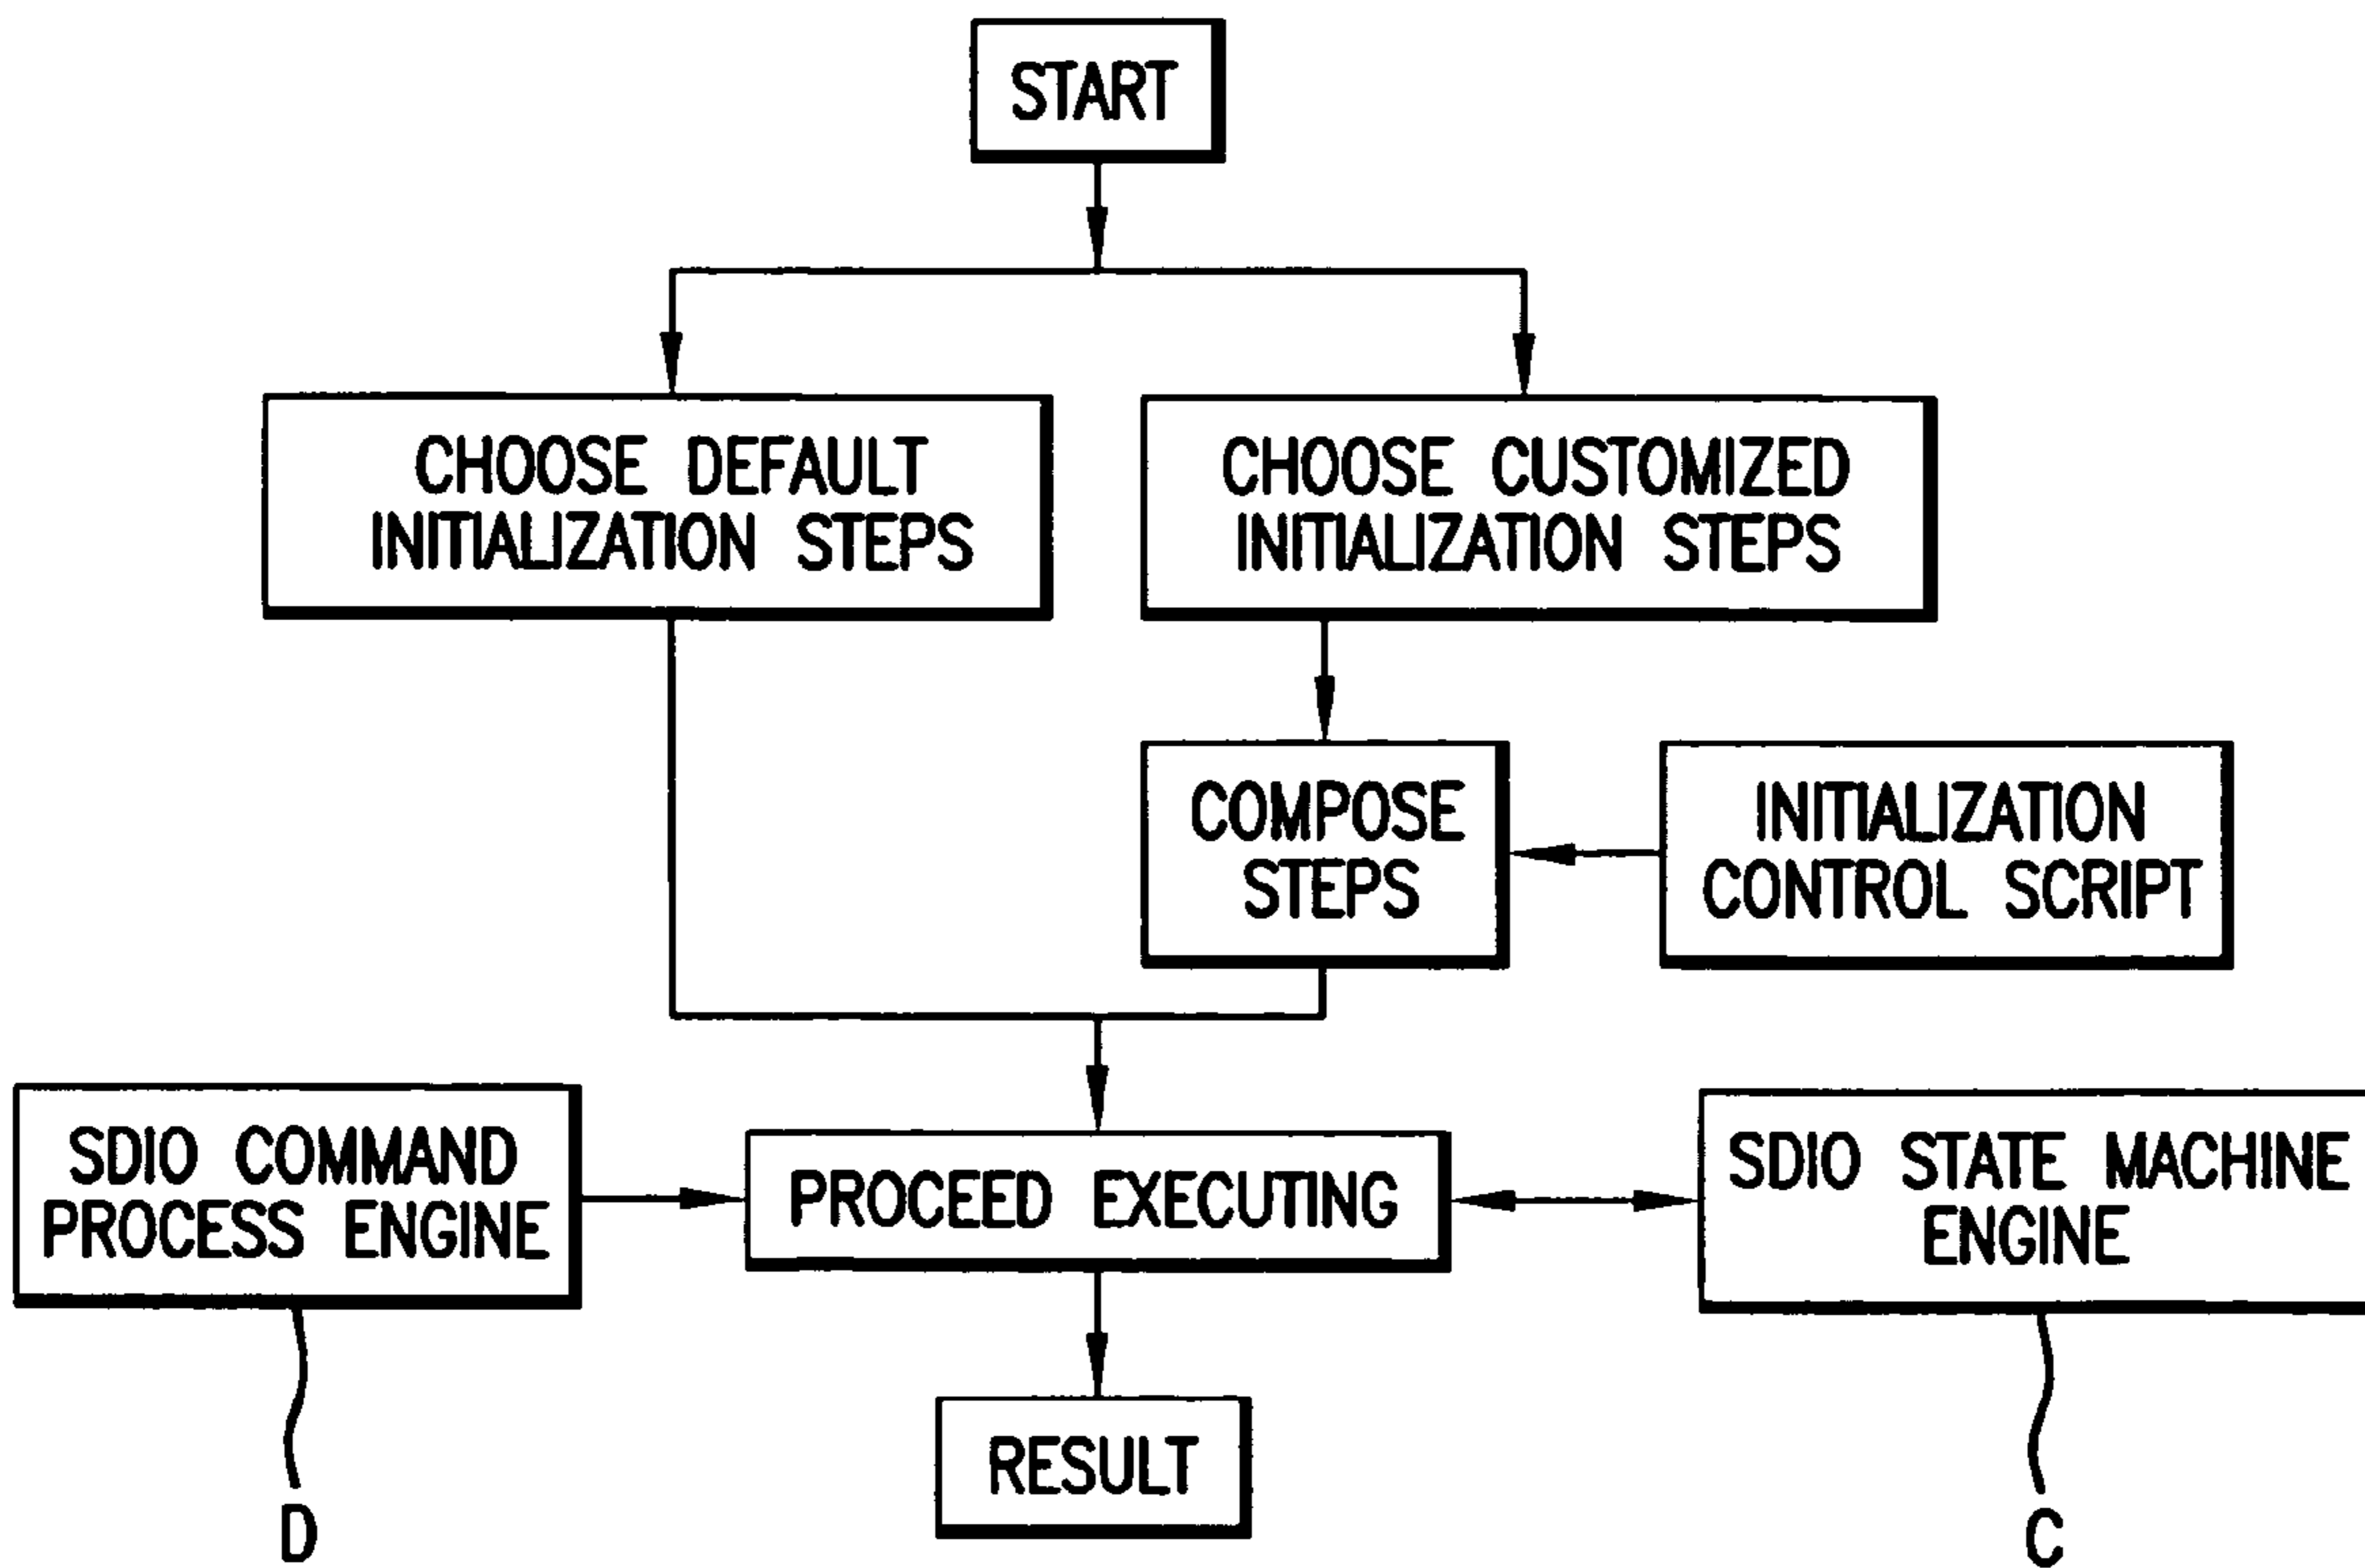 START
CHOOSE DEFAULT
INITIALIZATION STEPS
CHOOSE CUSTOMIZED
INITIALIZATION STEPS
COMPOSE
STEPS
INITIALIZATION
CONTROL SCRIPT
SDIO COMMAND
PROCESS ENGINE
PROCEED EXECUTING
SDIO STATE MACHINE
ENGINE
RESULT
D
C